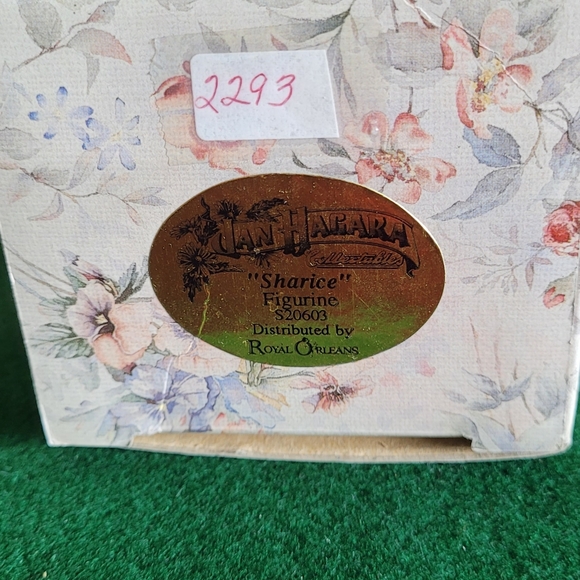 2293
JAN HAGARA
"Sharice"
Figurine
S20603
Distributed by
ROYAL ORLEANS